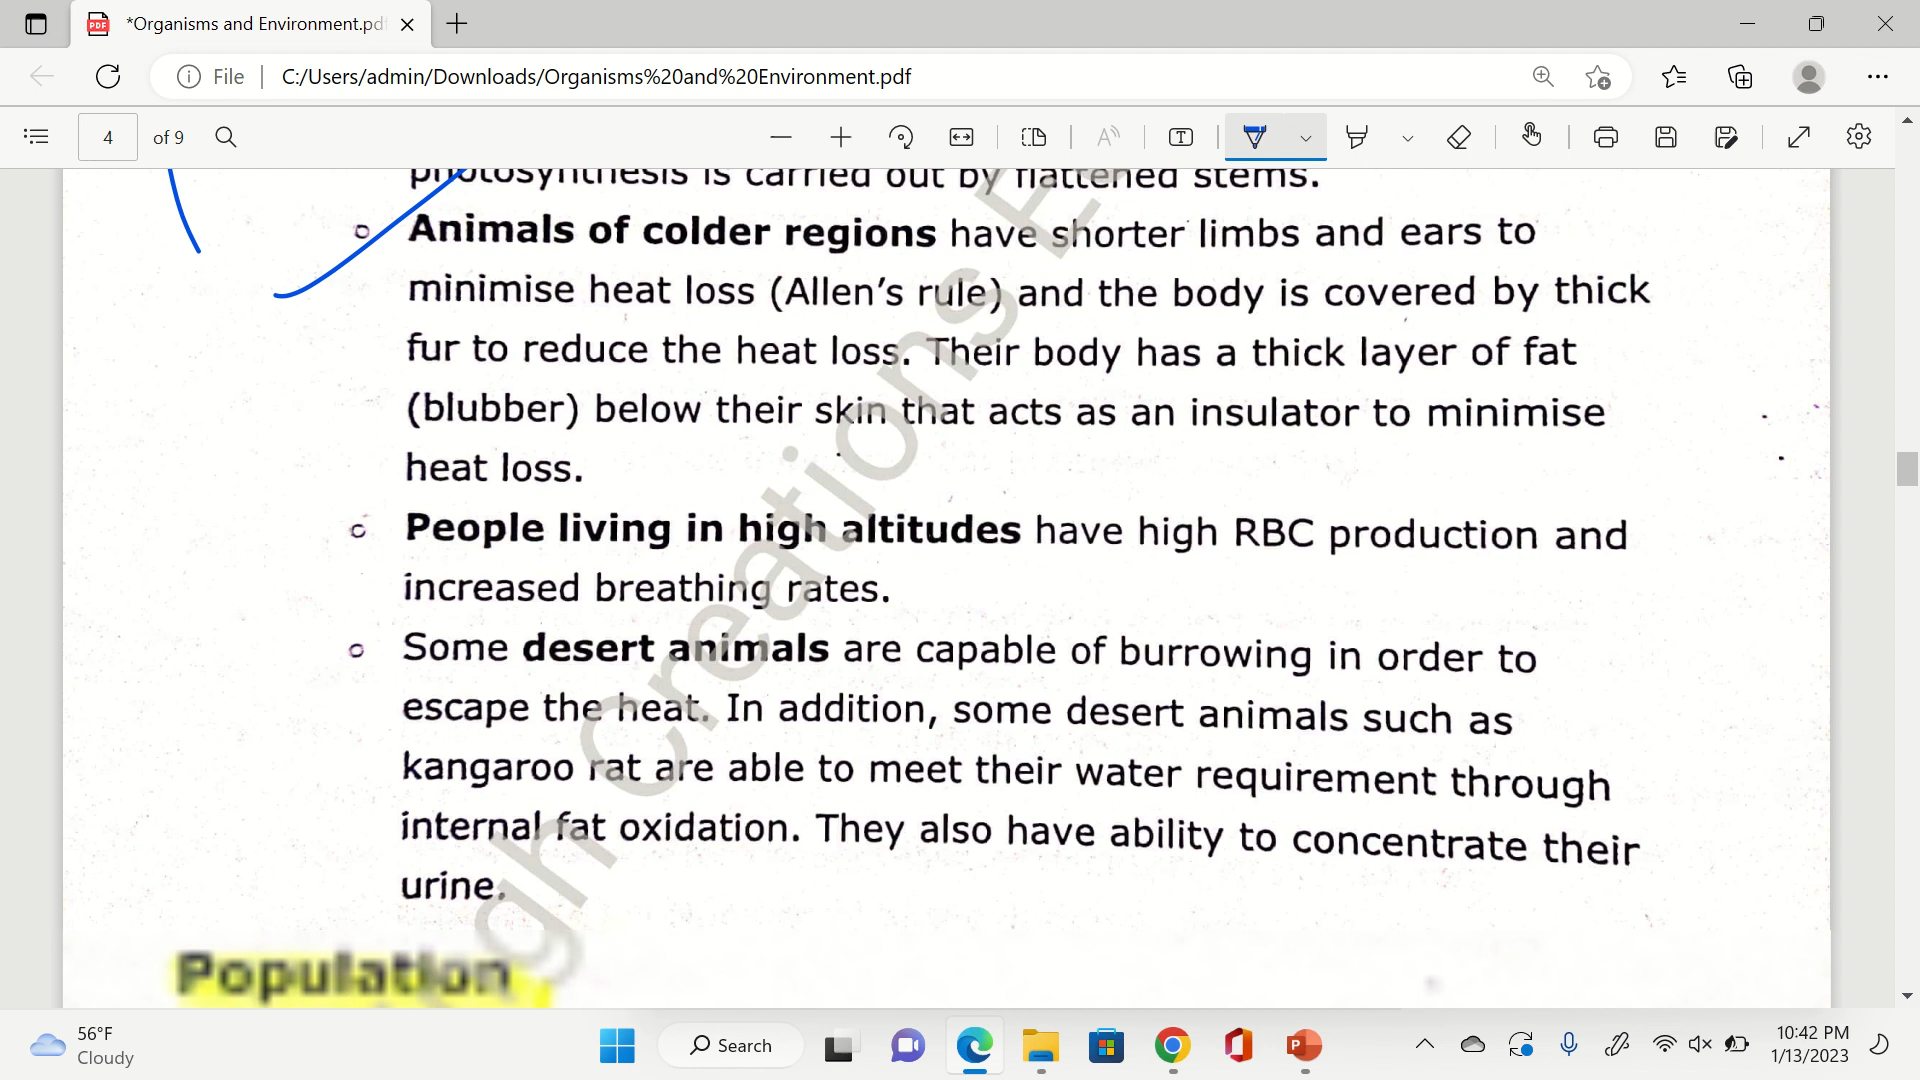 *Organisms and Environment.pdf
File
C:/Users/admin/Downloads/Organisms%20and%20Environment.pdf
4 of 9
photosynthesis is carried out by flattened stems.
Animals of colder regions have shorter limbs and ears to
minimise heat loss (Allen's rule) and the body is covered by thick
fur to reduce the heat loss. Their body has a thick layer of fat
(blubber) below their skin that acts as an insulator to minimise
heat loss.
People living in high altitudes have high RBC production and
increased breathing rates.
Some desert animals are capable of burrowing in order to
escape the heat. In addition, some desert animals such as
kangaroo rat are able to meet their water requirement through
internal fat oxidation. They also have ability to concentrate their
urine.
Population
gh Creations E
56°F
Cloudy
Search
10:42 PM
1/13/2023